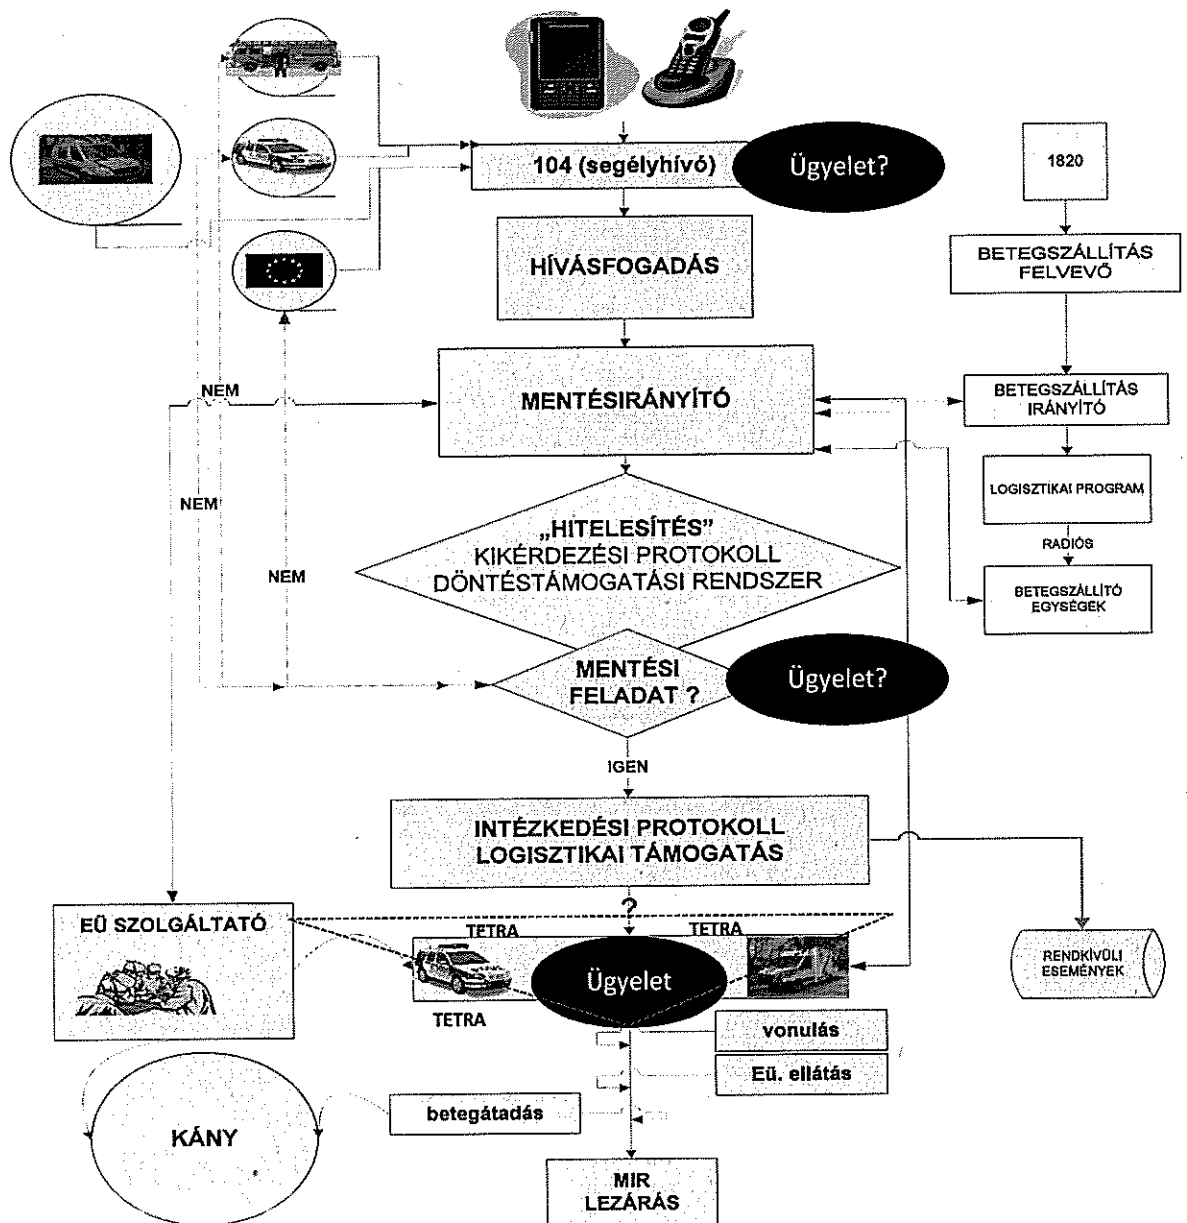 104 (segélyhívó)
Ügyelet?
1820
HÍVÁSFOGADÁS
BETEGSZÁLLÍTÁS
FELVEVŐ
NEM
MENTÉSIRÁNYÍTÓ
BETEGSZÁLLÍTÁS
IRÁNYÍTÓ
LOGISZTIKAI PROGRAM
NEM
„HITELESÍTÉS”
KIKÉRDEZÉSI PROTOKOLL
DÖNTÉSTÁMOGATÁSI RENDSZER
NEM
RADIÓS
BETEGSZÁLLÍTÓ
EGYSÉGEK
MENTÉSI
FELADAT ?
Ügyelet?
IGEN
INTÉZKEDÉSI PROTOKOLL
LOGISZTIKAI TÁMOGATÁS
?
EÜ SZOLGÁLTATÓ
TETRA
TETRA
Ügyelet
RENDKÍVÜLI
ESEMÉNYEK
TETRA
vonulás
Eü. ellátás
betegátadás
KÁNY
MIR
LEZÁRÁS